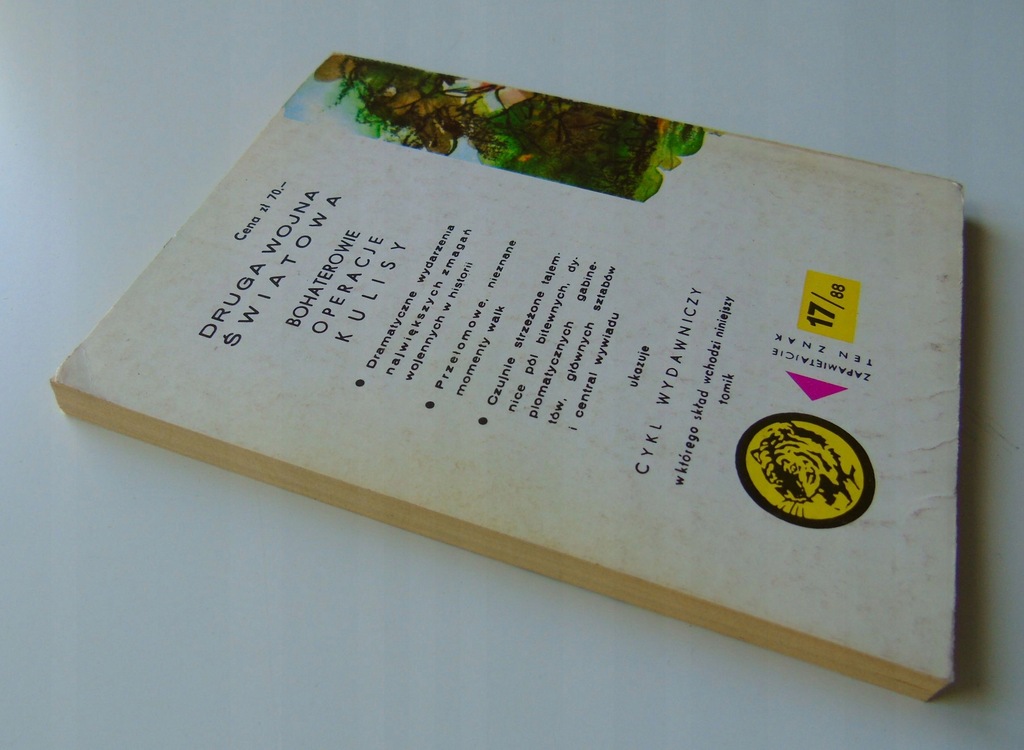 Cena zł 70.–
DRUGA WOJNA
ŚWIATOWA
BOHATEROWIE
OPERACJE
KULISY
● Dramatyczne wydarzenia
największych zmagań
wojennych w historii
● Przełomowe, nieznane
momenty walk
● Czujnie strzeżone tajem-
nice pól bitewnych, dy-
plomatycznych gabine-
tów, głównych sztabów
i central wywiadu
ukazuje
CYKL WYDAWNICZY
w którego skład wchodzi niniejszy
tomik
ZAPAMIĘTAJCIE
TEN ZNAK
17/88